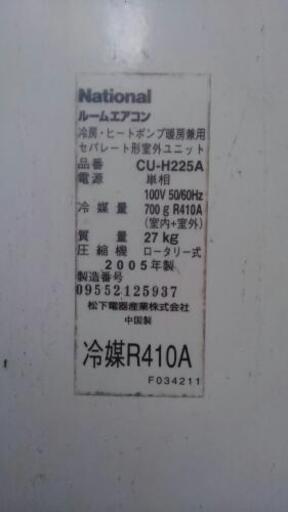 National
ルームエアコン
冷房・ヒートポンプ暖房兼用
セパレート形室外ユニット
品番 CU-H225A
電源 単相
100V 50/60Hz
冷媒量 700g R410A
(室内+室外)
質量 27kg
圧縮機 ロータリー式
2005年製
製造番号
09552125937
松下電器産業株式会社
中国製
冷媒R410A
F034211